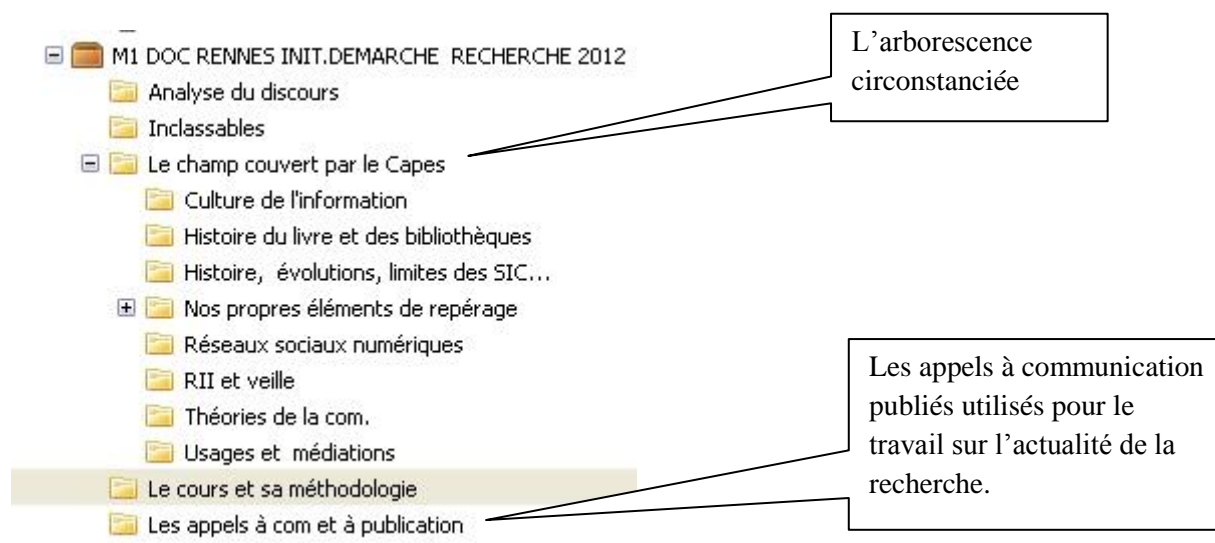 M1 DOC RENNES INIT.DEMARCHE  RECHERCHE 2012
Analyse du discours
Inclassables
Le champ couvert par le Capes
Culture de l'information
Histoire du livre et des bibliothèques
Histoire,  évolutions, limites des SIC...
Nos propres éléments de repérage
Réseaux sociaux numériques
RII et veille
Théories de la com.
Usages et  médiations
Le cours et sa méthodologie
Les appels à com et à publication
L’arborescence
circonstanciée
Les appels à communication
publiés utilisés pour le
travail sur l’actualité de la
recherche.